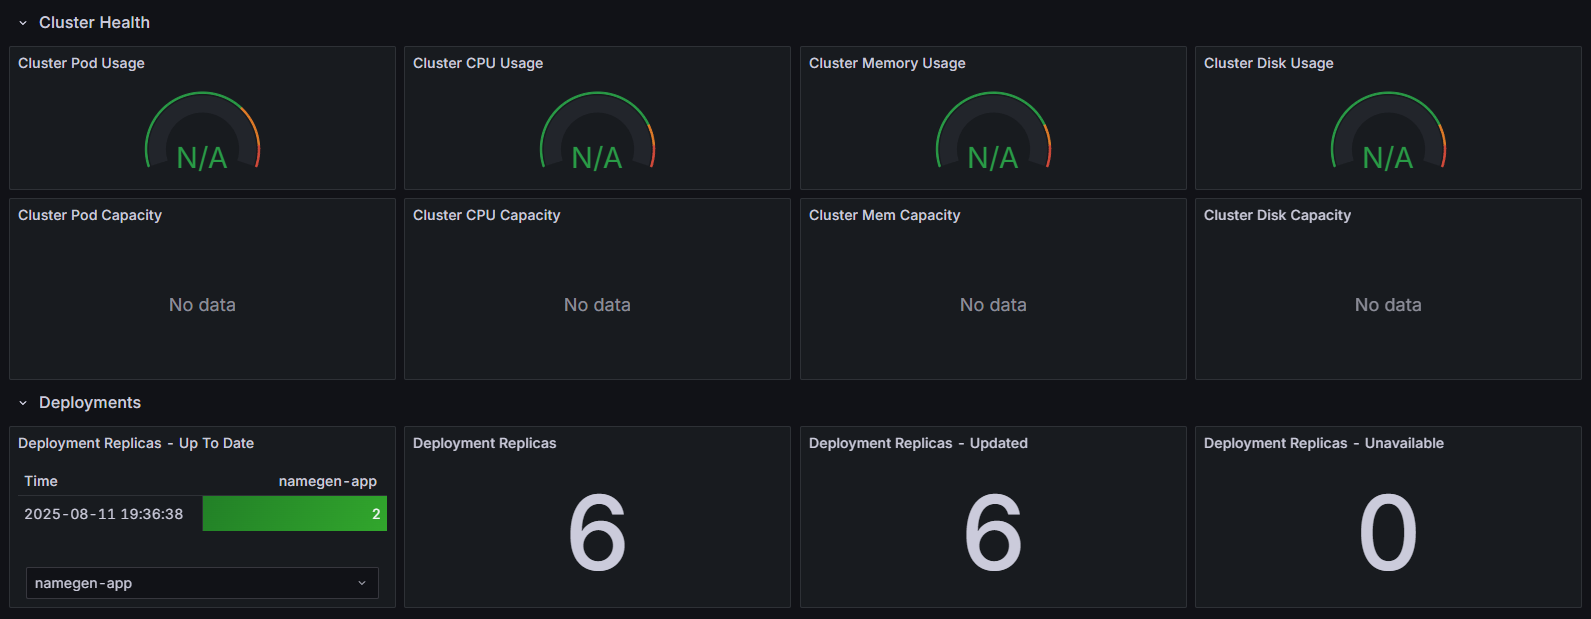 Cluster Health
Cluster Pod Usage
Cluster CPU Usage
Cluster Memory Usage
Cluster Disk Usage
N/A
N/A
N/A
N/A
Cluster Pod Capacity
Cluster CPU Capacity
Cluster Mem Capacity
Cluster Disk Capacity
No data
No data
No data
No data
Deployments
Deployment Replicas - Up To Date
Deployment Replicas
Deployment Replicas - Updated
Deployment Replicas - Unavailable
Time namegen-app
2025-08-11 19:36:38 2
6
6
0
namegen-app